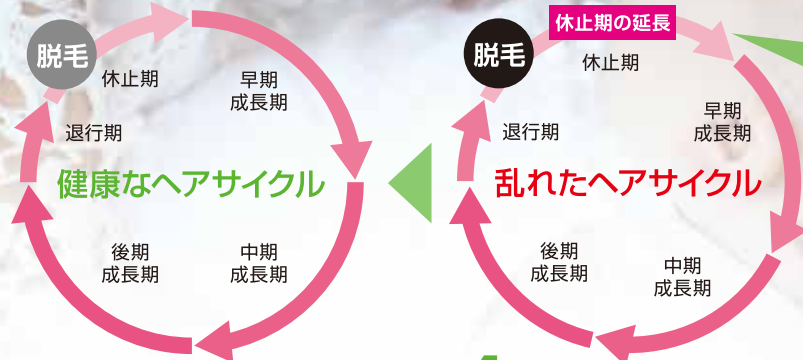 脱毛
休止期
早期
成長期
退行期
健康なヘアサイクル
後期
成長期
中期
成長期
脱毛
休止期の延長
休止期
早期
成長期
退行期
乱れたヘアサイクル
後期
成長期
中期
成長期